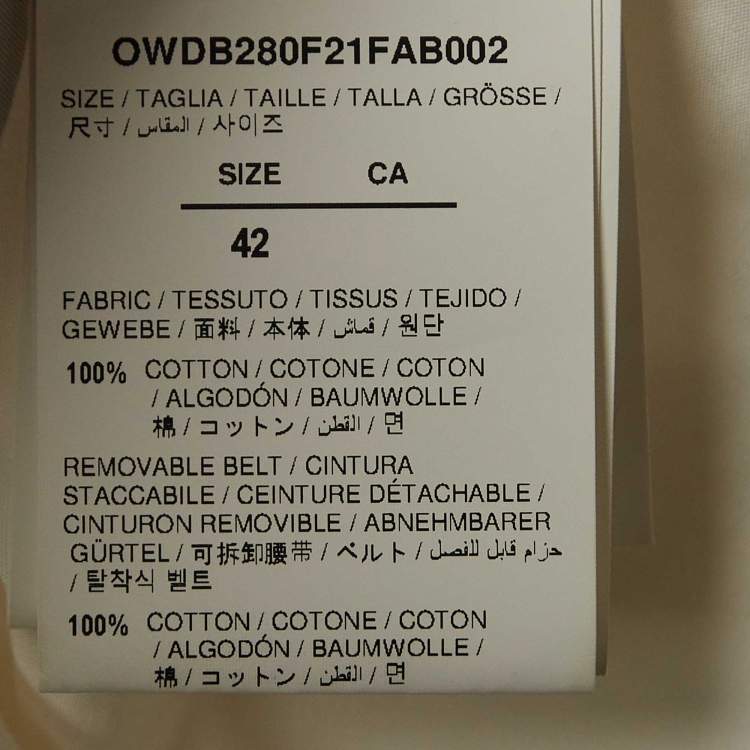 OWDB280F21FAB002
SIZE / TAGLIA / TAILLE / TALLA / GRÖSSE /
尺寸 / المقاس / 사이즈
SIZE CA
42
FABRIC / TESSUTO / TISSUS / TEJIDO /
GEWEBE / 面料 / 本体 / قماش / 원단
100% COTTON / COTONE / COTON
/ ALGODÓN / BAUMWOLLE /
棉 / コットン / القطن / 면
REMOVABLE BELT / CINTURA
STACCABILE / CEINTURE DÉTACHABLE /
CINTURON REMOVIBLE / ABNEHMBARER
GÜRTEL / 可拆卸腰带 / ベルト / حزام قابل للفصل
/ 탈착식 벨트
100% COTTON / COTONE / COTON
/ ALGODÓN / BAUMWOLLE /
棉 / コットン / القطن / 면